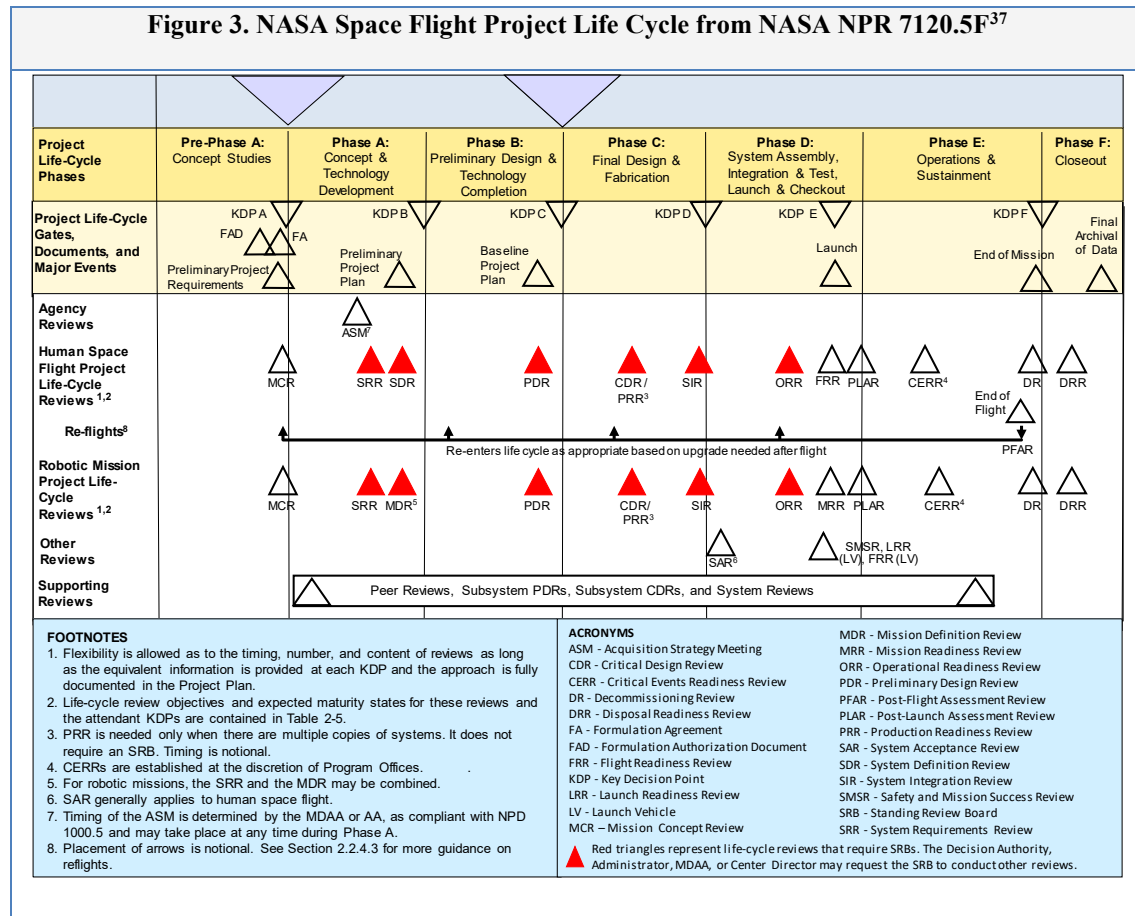 Figure 3. NASA Space Flight Project Life Cycle from NASA NPR 7120.5F37
Project
Life-Cycle
Phases
Pre-Phase A:
Concept Studies
Phase A:
Concept &
Technology
Development
Phase B:
Preliminary Design &
Technology
Completion
Phase C:
Final Design &
Fabrication
Phase D:
System Assembly,
Integration & Test,
Launch & Checkout
Phase E:
Operations &
Sustainment
Phase F:
Closeout
Project Life-Cycle
Gates,
Documents, and
Major Events
KDP A
KDP B
KDP C
KDP D
KDP E
KDP F
FAD
FA
Preliminary Project
Requirements
Preliminary
Project
Plan
Baseline
Project
Plan
Launch
End of Mission
Final
Archival
of Data
Agency
Reviews
ASM7
Human Space
Flight Project
Life-Cycle
Reviews 1,2
MCR
SRR
SDR
PDR
CDR /
PRR3
SIR
ORR
FRR
PLAR
CERR4
DR
DRR
End of
Flight
Re-flights8
Re-enters life cycle as appropriate based on upgrade needed after flight
PFAR
Robotic Mission
Project Life-
Cycle
Reviews 1,2
MCR
SRR
MDR5
PDR
CDR/
PRR3
SIR
ORR
MRR
PLAR
CERR4
DR
DRR
Other
Reviews
SAR6
SMSR, LRR
(LV), FRR (LV)
Supporting
Reviews
Peer Reviews, Subsystem PDRs, Subsystem CDRs, and System Reviews
FOOTNOTES
1. Flexibility is allowed as to the timing, number, and content of reviews as long
as the equivalent information is provided at each KDP and the approach is fully
documented in the Project Plan.
2. Life-cycle review objectives and expected maturity states for these reviews and
the attendant KDPs are contained in Table 2-5.
3. PRR is needed only when there are multiple copies of systems. It does not
require an SRB. Timing is notional.
4. CERRs are established at the discretion of Program Offices. .
5. For robotic missions, the SRR and the MDR may be combined.
6. SAR generally applies to human space flight.
7. Timing of the ASM is determined by the MDAA or AA, as compliant with NPD
1000.5 and may take place at any time during Phase A.
8. Placement of arrows is notional. See Section 2.2.4.3 for more guidance on
reflights.
ACRONYMS
ASM - Acquisition Strategy Meeting
CDR - Critical Design Review
CERR - Critical Events Readiness Review
DR - Decommissioning Review
DRR - Disposal Readiness Review
FA - Formulation Agreement
FAD - Formulation Authorization Document
FRR - Flight Readiness Review
KDP - Key Decision Point
LRR - Launch Readiness Review
LV - Launch Vehicle
MCR – Mission Concept Review
MDR - Mission Definition Review
MRR - Mission Readiness Review
ORR - Operational Readiness Review
PDR - Preliminary Design Review
PFAR - Post-Flight Assessment Review
PLAR - Post-Launch Assessment Review
PRR - Production Readiness Review
SAR - System Acceptance Review
SDR - System Definition Review
SIR - System Integration Review
SMSR - Safety and Mission Success Review
SRB - Standing Review Board
SRR - System Requirements Review
Red triangles represent life-cycle reviews that require SRBs. The Decision Authority,
Administrator, MDAA, or Center Director may request the SRB to conduct other reviews.